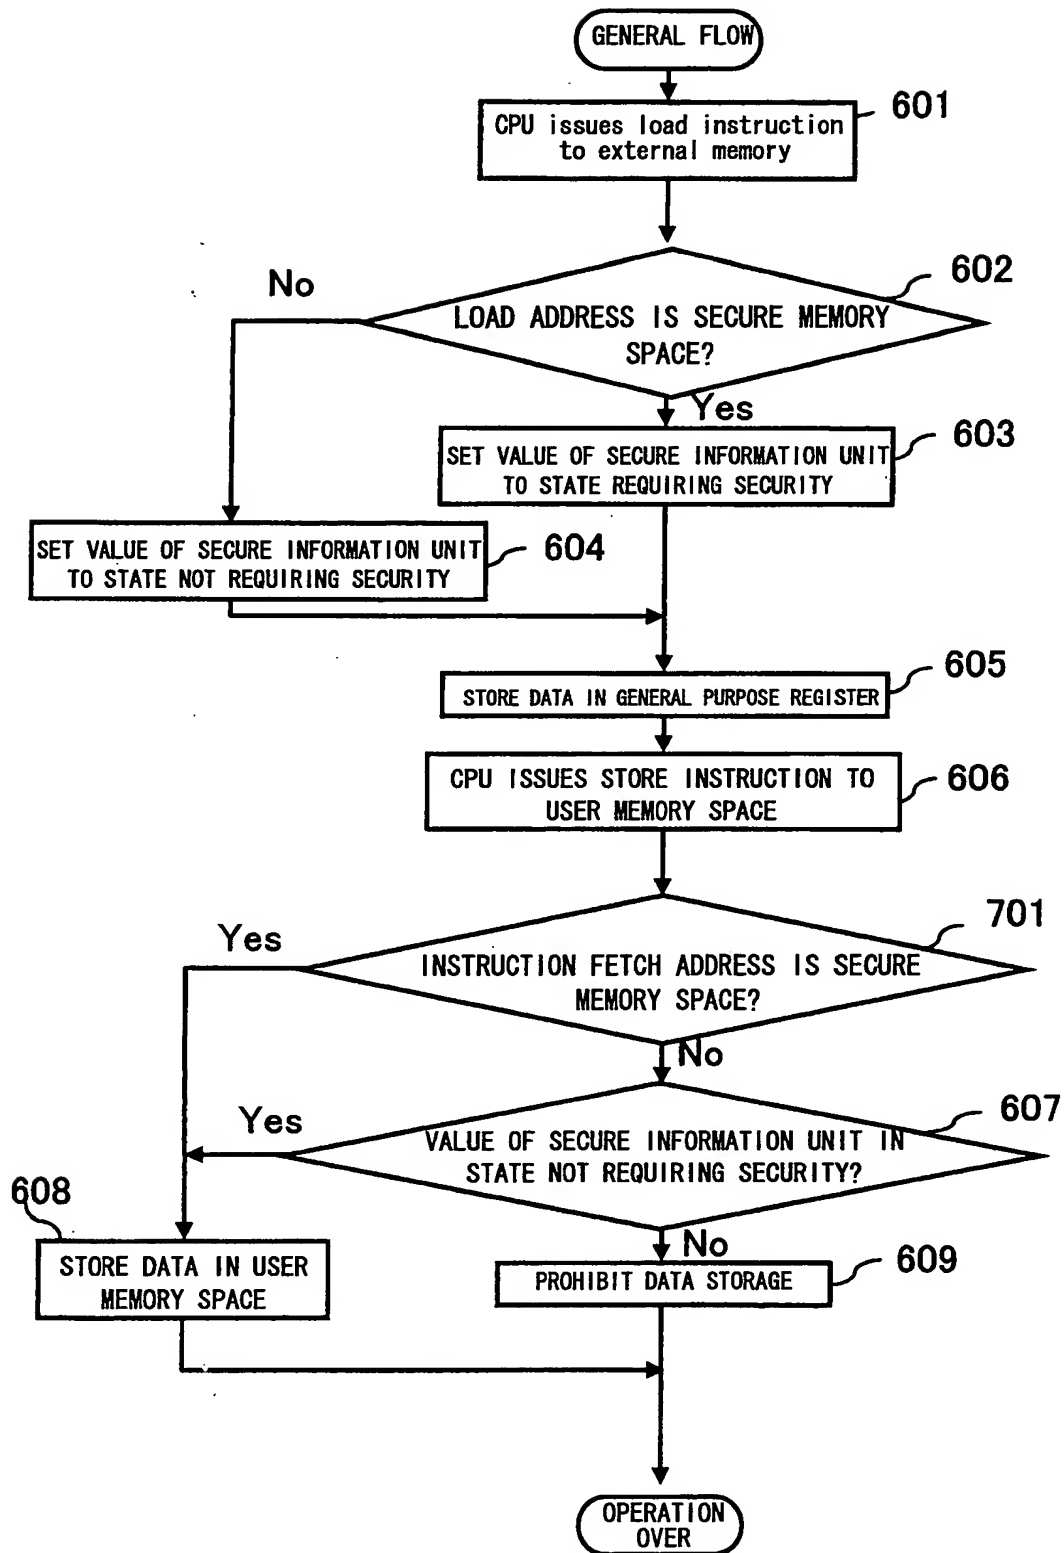 GENERAL FLOW
601
CPU issues load instruction
to external memory
602
No
LOAD ADDRESS IS SECURE MEMORY
SPACE?
Yes
603
SET VALUE OF SECURE INFORMATION UNIT
TO STATE REQUIRING SECURITY
SET VALUE OF SECURE INFORMATION UNIT
TO STATE NOT REQUIRING SECURITY
604
605
STORE DATA IN GENERAL PURPOSE REGISTER
CPU ISSUES STORE INSTRUCTION TO
USER MEMORY SPACE
606
701
Yes
INSTRUCTION FETCH ADDRESS IS SECURE
MEMORY SPACE?
No
607
Yes
VALUE OF SECURE INFORMATION UNIT IN
STATE NOT REQUIRING SECURITY?
608
No
STORE DATA IN USER
MEMORY SPACE
PROHIBIT DATA STORAGE
609
OPERATION
OVER